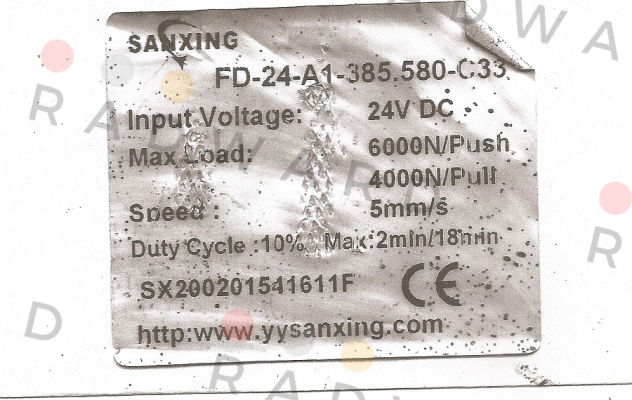 SANXING
FD-24-A1-385.580-C33
Input Voltage: 24V DC
Max Load: 6000N/Push
4000N/Pull
Speed : 5mm/s
Duty Cycle :10% Max:2min/18min
SX200201541611F CE
http:www.yysanxing.com
RADWARD